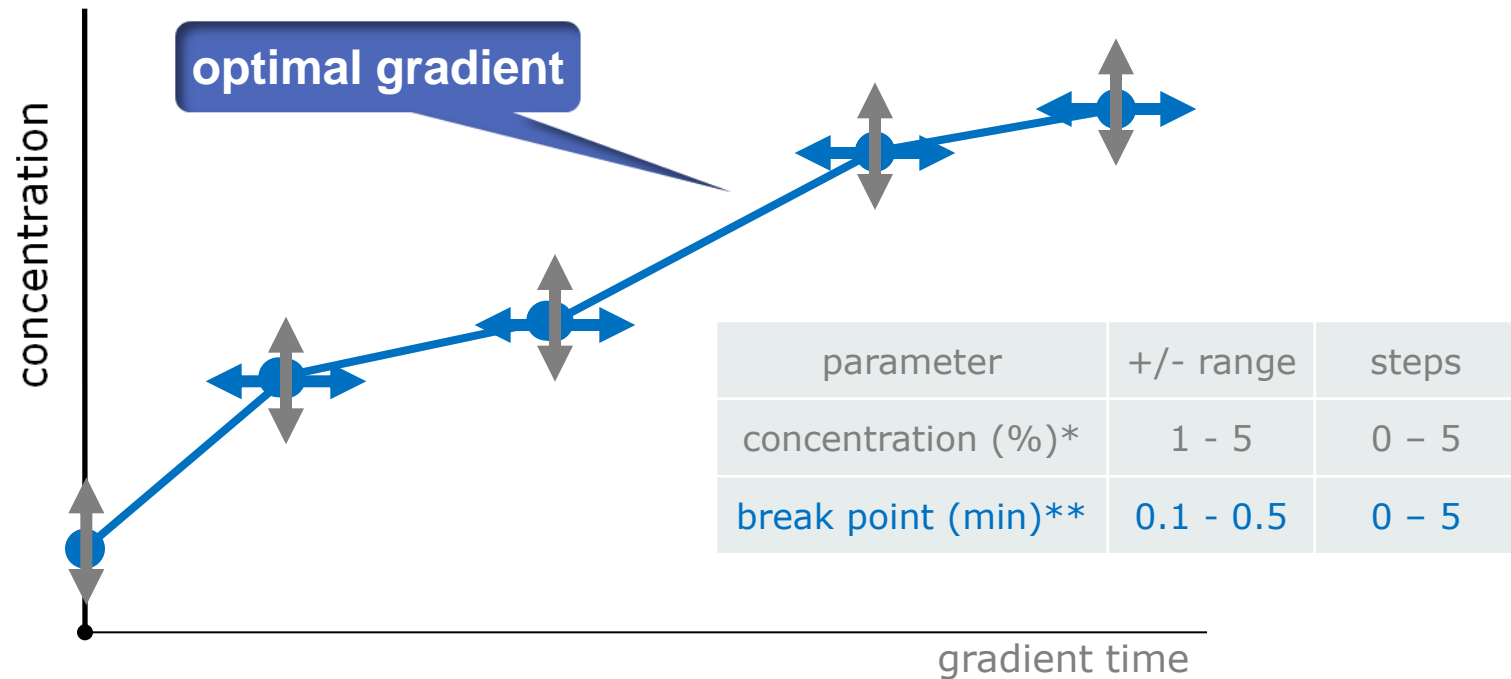 optimal gradient
concentration
parameter +/- range steps
concentration (%)* 1 - 5 0 – 5
break point (min)** 0.1 - 0.5 0 – 5
gradient time